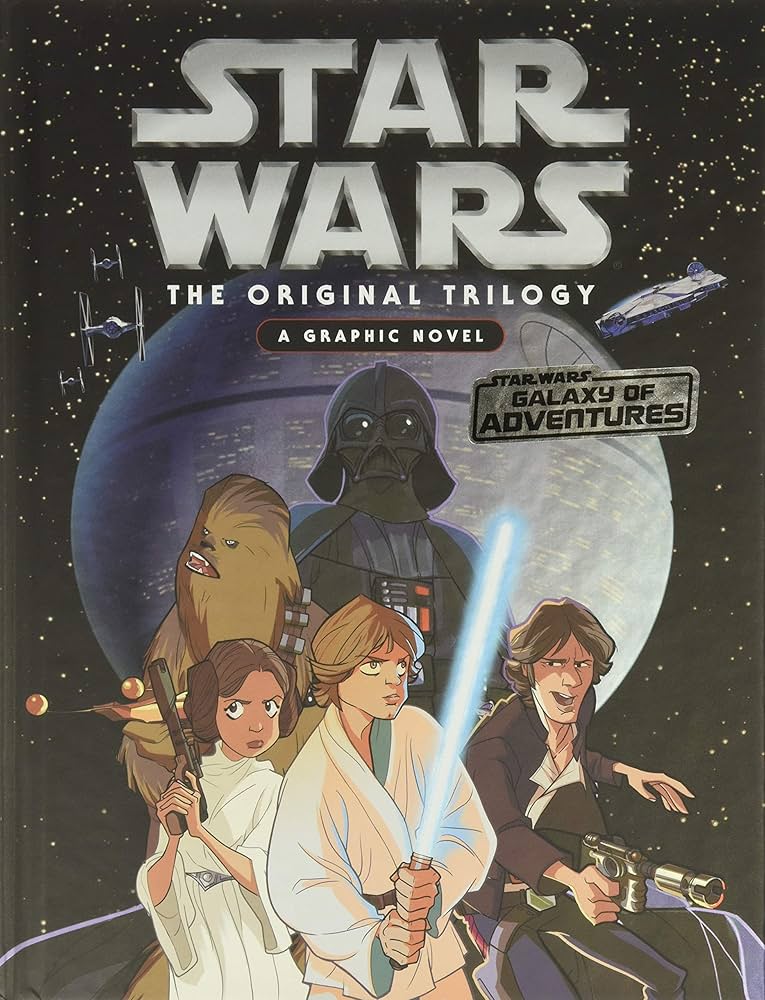 STAR
WARS
THE ORIGINAL TRILOGY
A GRAPHIC NOVEL
STAR WARS
GALAXY OF
ADVENTURES